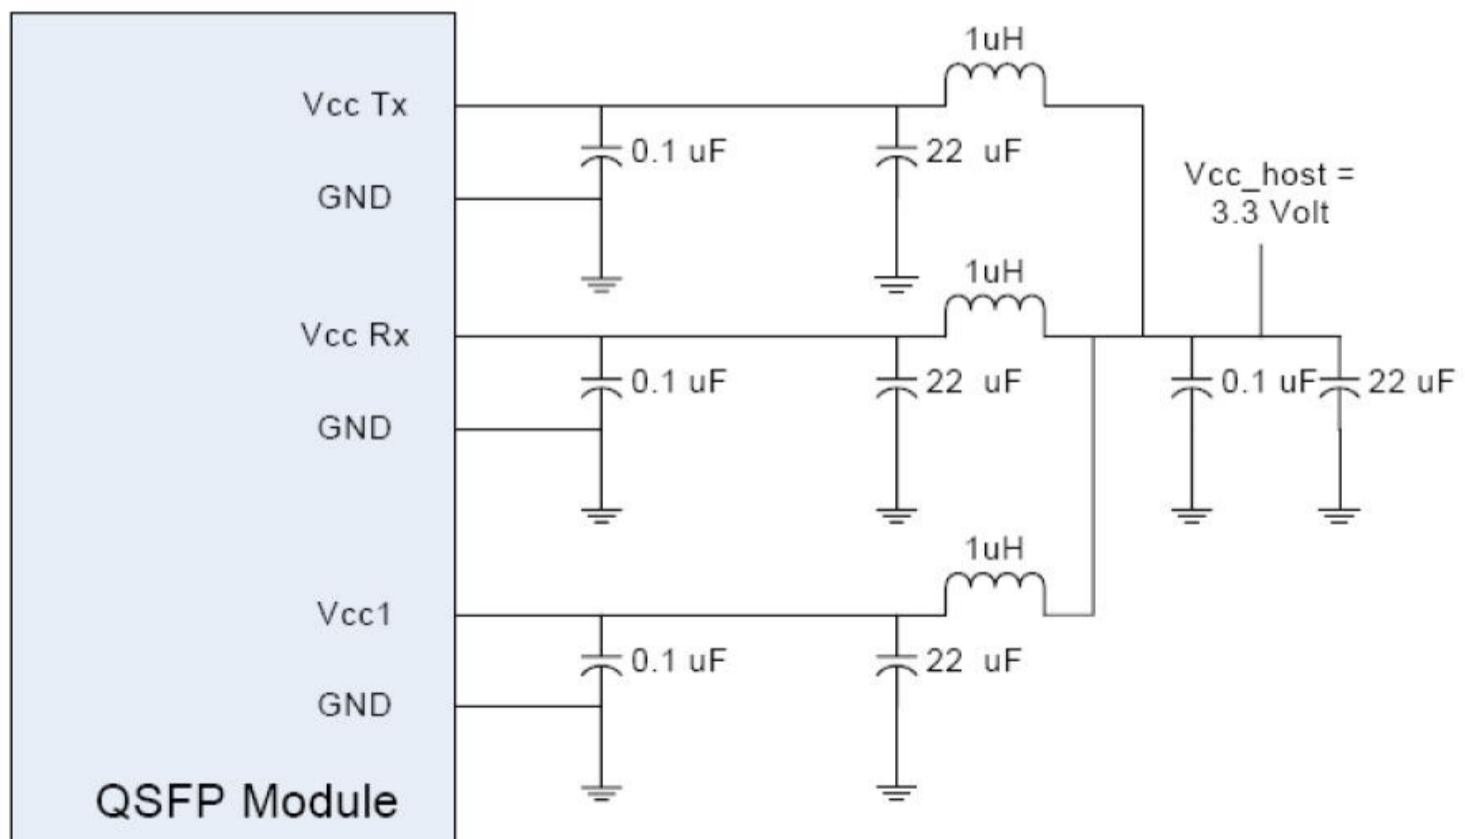 1uH
Vcc Tx
0.1 uF
22 uF
Vcc_host =
3.3 Volt
GND
1uH
Vcc Rx
0.1 uF
22 uF
0.1 uF
22 uF
GND
1uH
Vcc1
0.1 uF
22 uF
GND
QSFP Module